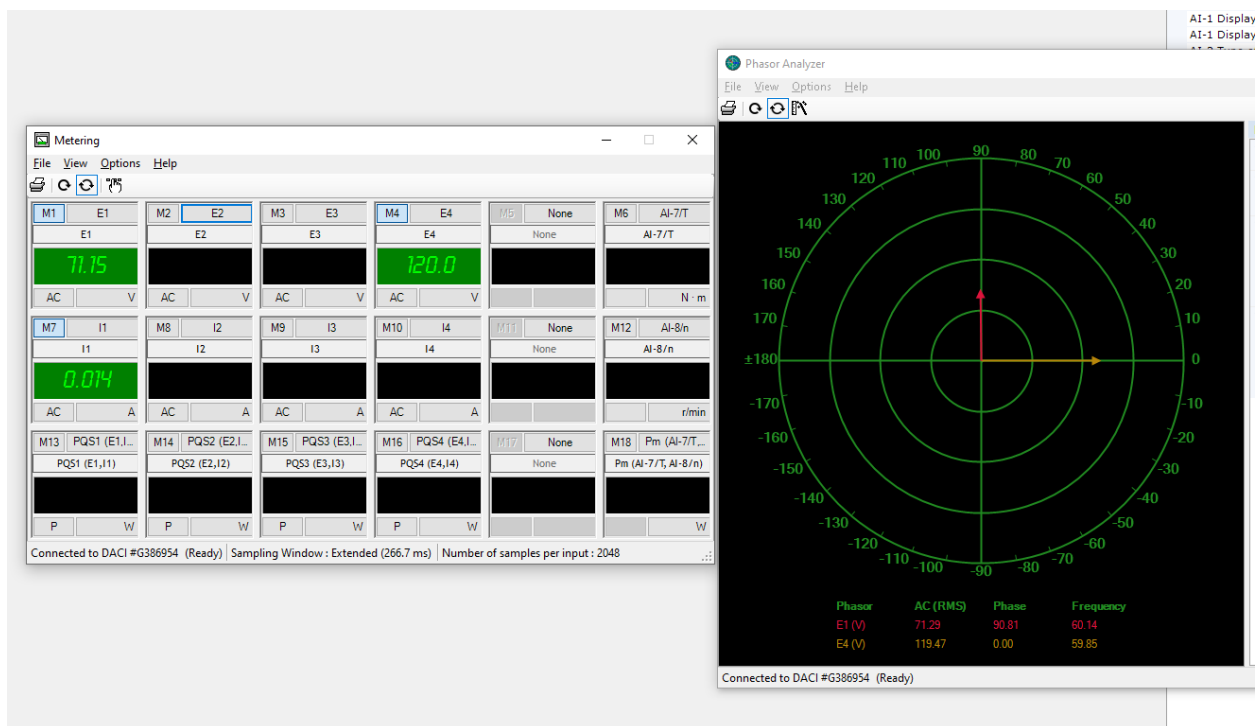 AI-1 Display
AI-1 Display
Metering
File View Options Help
M1 E1 M2 E2 M3 E3 M4 E4 M5 None M6 AI-7/T
E1 E2 E3 E4 None AI-7/T
71.15 120.0
AC V AC V AC V AC V N·m
M7 I1 M8 I2 M9 I3 M10 I4 M11 None M12 AI-8/n
I1 I2 I3 I4 None AI-8/n
0.014
AC A AC A AC A AC A r/min
M13 PQS1 (E1,I... M14 PQS2 (E2,I... M15 PQS3 (E3,I... M16 PQS4 (E4,I... M17 None M18 Pm (AI-7/T,...
PQS1 (E1,I1) PQS2 (E2,I2) PQS3 (E3,I3) PQS4 (E4,I4) None Pm (AI-7/T, AI-8/n)
P W P W P W P W W
Connected to DACI #G386954 (Ready) Sampling Window : Extended (266.7 ms) Number of samples per input : 2048
Phasor Analyzer
File View Options Help
90
100 80
110 70
120 60
130 50
140 40
150 30
160 20
170 10
±180 0
-170 -10
-160 -20
-150 -30
-140 -40
-130 -50
-120 -60
-110 -70
-100 -80
-90
Phasor AC (RMS) Phase Frequency
E1 (V) 71.29 90.81 60.14
E4 (V) 119.47 0.00 59.85
Connected to DACI #G386954 (Ready)